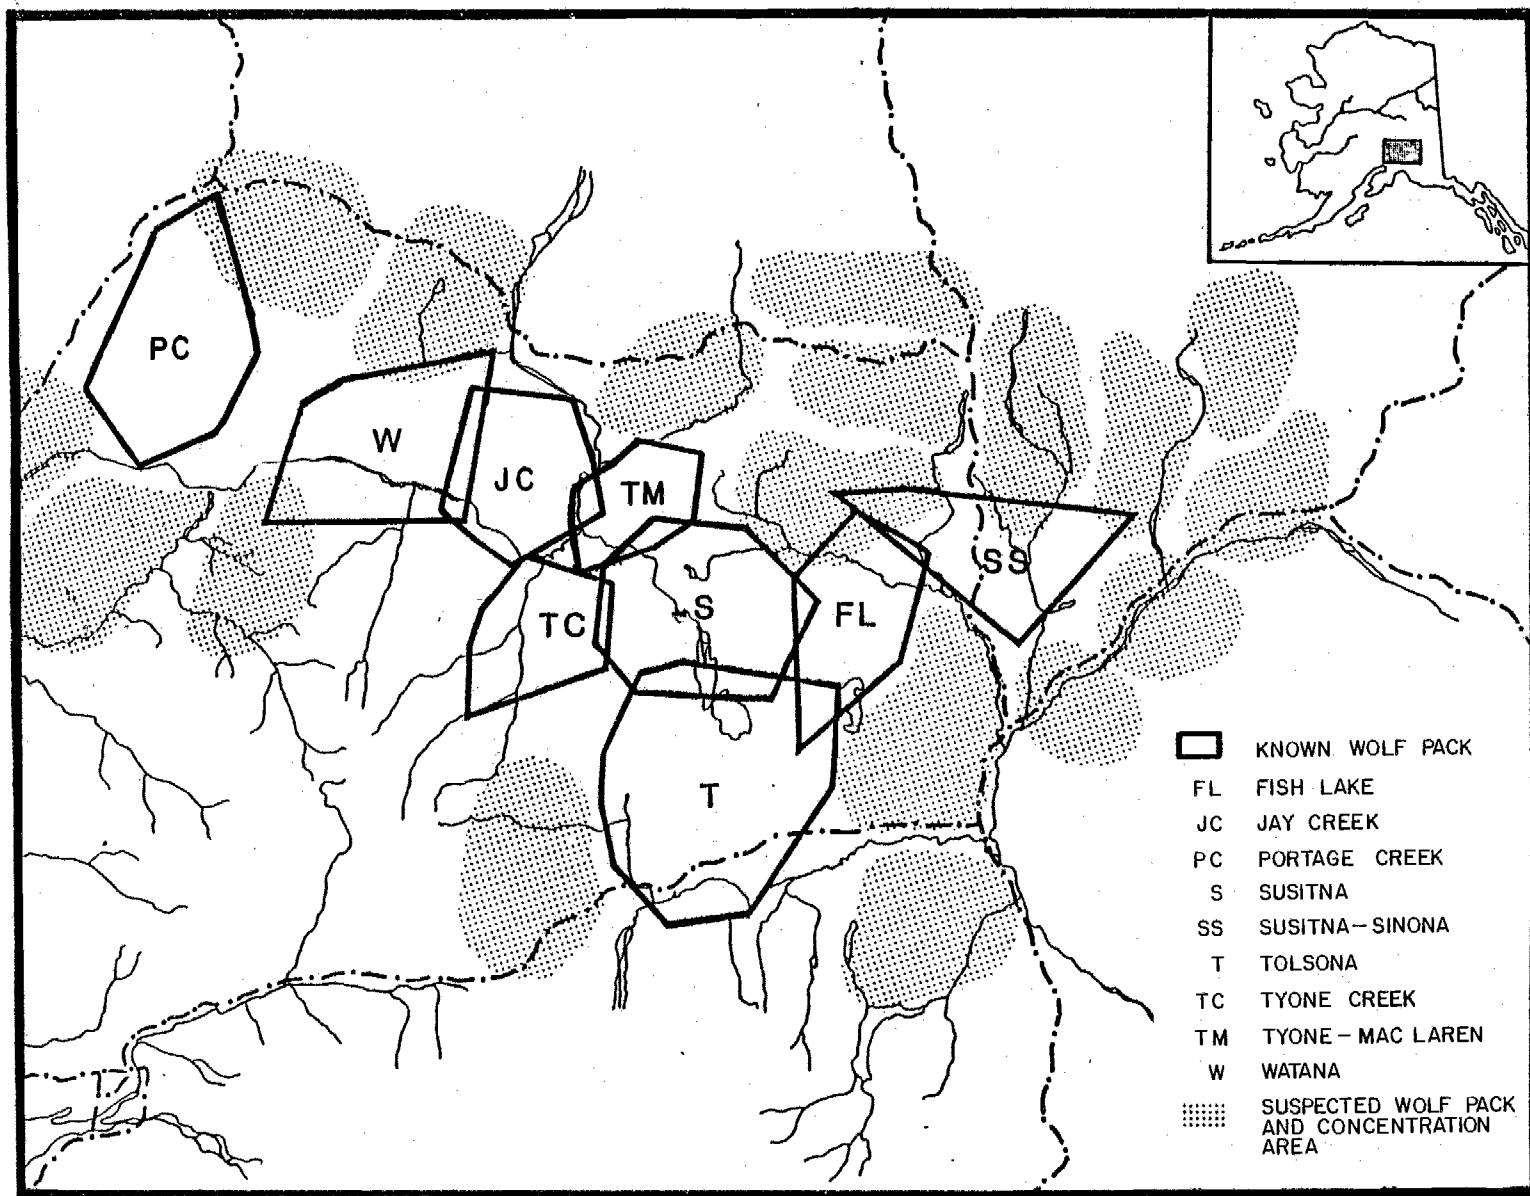 PC
W
JC
TM
SS
S
TC
FL
T
KNOWN WOLF PACK
FL FISH LAKE
JC JAY CREEK
PC PORTAGE CREEK
S SUSITNA
SS SUSITNA-SINONA
T TOLSONA
TC TYONE CREEK
TM TYONE-MAC LAREN
W WATANA
SUSPECTED WOLF PACK
AND CONCENTRATION
AREA